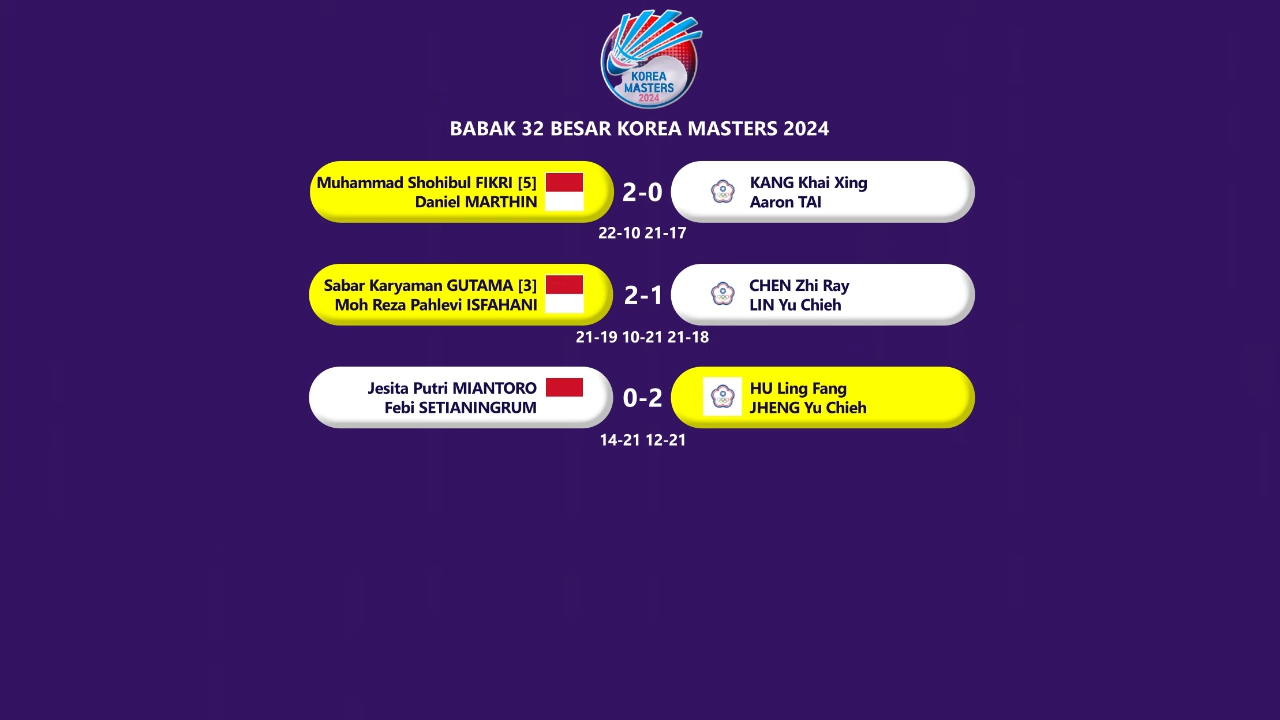 KOREA
MASTERS
2024
BABAK 32 BESAR KOREA MASTERS 2024
Muhammad Shohibul FIKRI [5]
Daniel MARTHIN
2-0
KANG Khai Xing
Aaron TAI
22-10 21-17
Sabar Karyaman GUTAMA [3]
Moh Reza Pahlevi ISFAHANI
2-1
CHEN Zhi Ray
LIN Yu Chieh
21-19 10-21 21-18
Jesita Putri MIANTORO
Febi SETIANINGRUM
0-2
HU Ling Fang
JHENG Yu Chieh
14-21 12-21